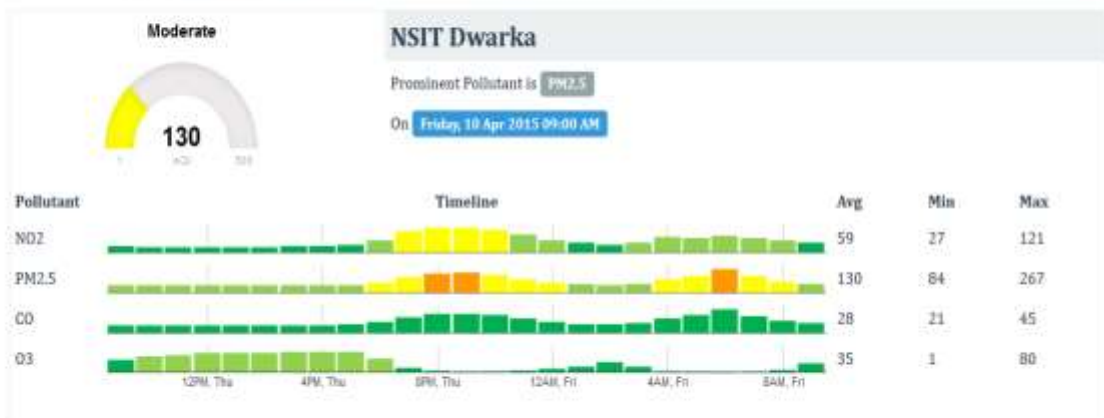 Moderate
130
AQI
NSIT Dwarka
Prominent Pollutant is PM2.5
On Friday, 10 Apr 2015 09:00 AM
Pollutant Timeline Avg Min Max
NO2 59 27 121
PM2.5 130 84 267
CO 28 21 45
O3 35 1 80
12PM, Thu 4PM, Thu 8PM, Thu 12AM, Fri 4AM, Fri 8AM, Fri